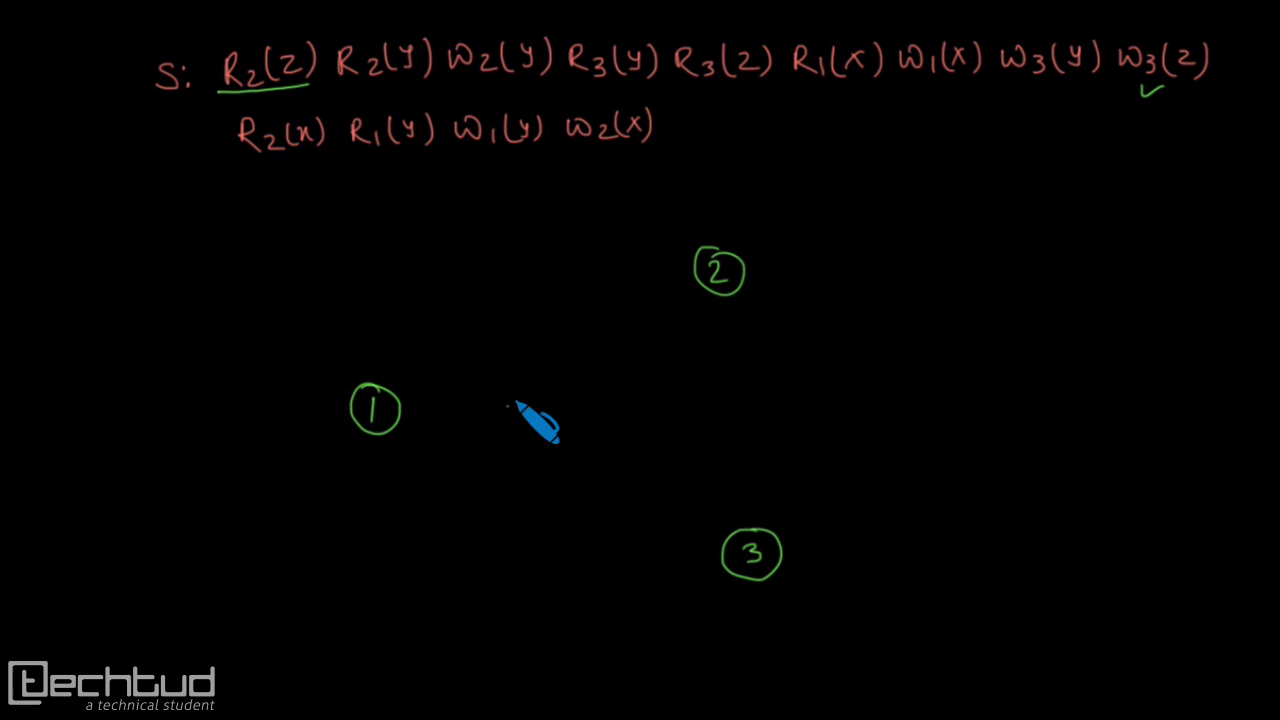 S: R₂(z) R₂(y) W₂(y) R₃(y) R₃(z) R₁(x) W₁(x) W₃(y) W₃(z)
R₂(x) R₁(y) W₁(y) W₂(x)
2
1
3
techtud
a technical student